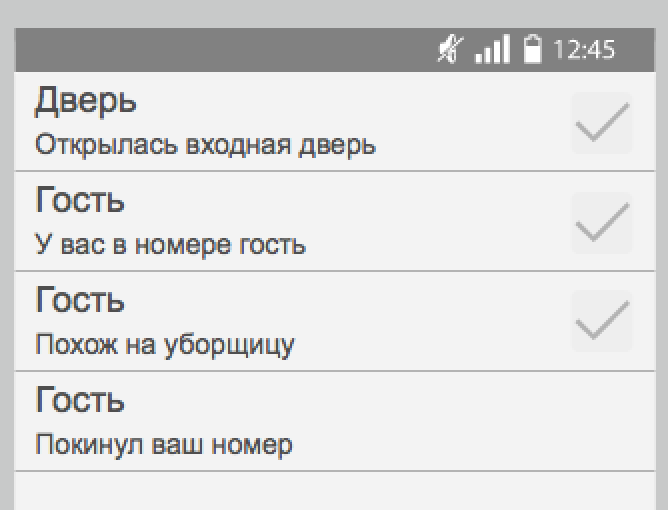 12:45
Дверь
Открылась входная дверь
Гость
У вас в номере гость
Гость
Похож на уборщицу
Гость
Покинул ваш номер